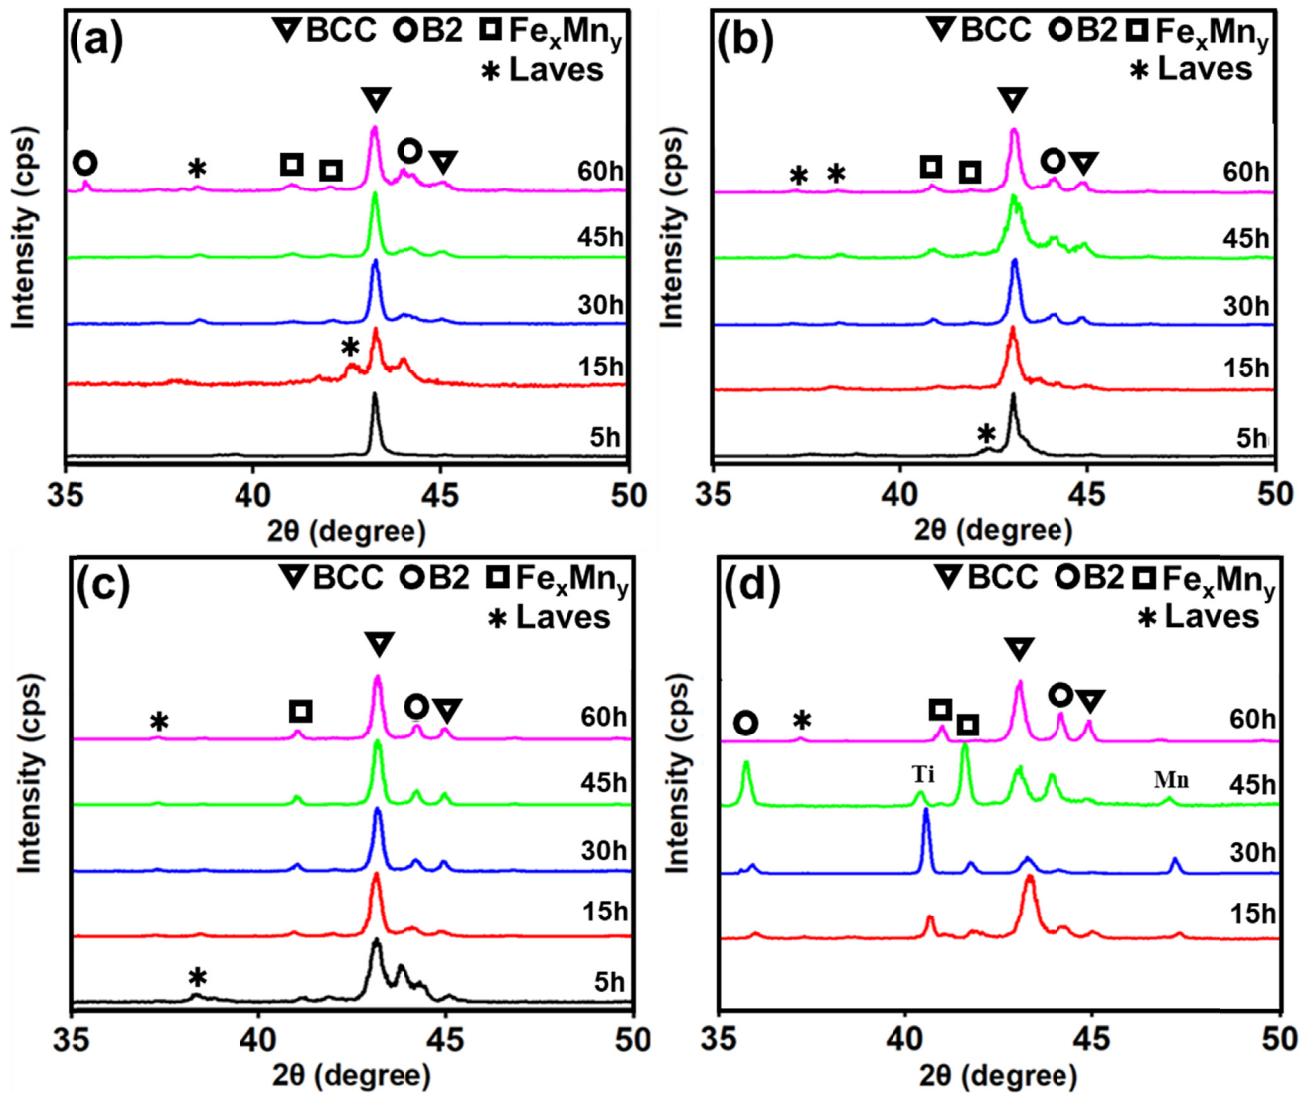 (a) ▽BCC ○B2 □FexMny
* Laves
Intensity (cps)
60h
45h
30h
15h
5h
35 40 45 50
2θ (degree)
(b) ▽BCC ○B2 □FexMny
* Laves
Intensity (cps)
60h
45h
30h
15h
5h
35 40 45 50
2θ (degree)
(c) ▽BCC ○B2 □FexMny
* Laves
Intensity (cps)
60h
45h
30h
15h
5h
35 40 45 50
2θ (degree)
(d) ▽BCC ○B2 □FexMny
* Laves
Intensity (cps)
60h
Ti Mn 45h
30h
15h
35 40 45 50
2θ (degree)